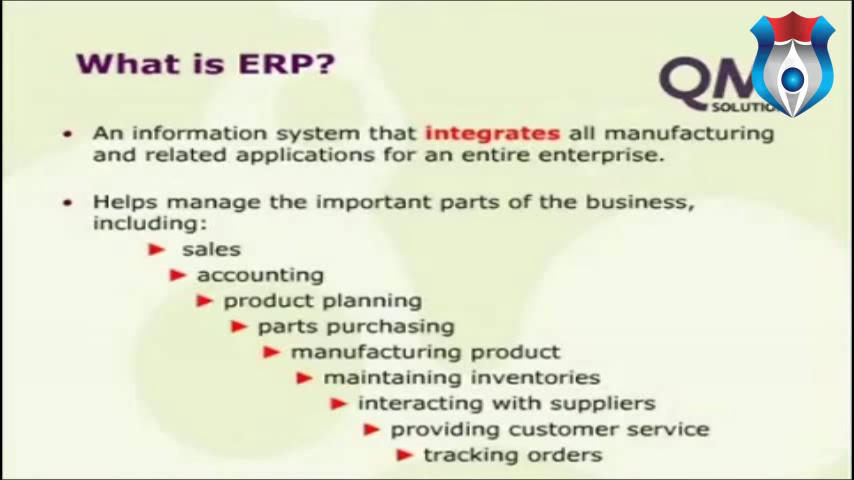 What is ERP?
QM
SOLUTION
• An information system that integrates all manufacturing
and related applications for an entire enterprise.
• Helps manage the important parts of the business,
including:
► sales
► accounting
► product planning
► parts purchasing
► manufacturing product
► maintaining inventories
► interacting with suppliers
► providing customer service
► tracking orders